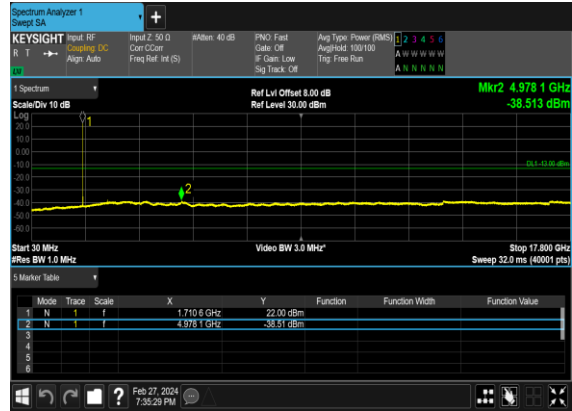 Spectrum Analyzer 1
Swept SA
+
KEYSIGHT Input: RF Input Z: 50 Ω #Atten: 40 dB PNO: Fast Avg Type: Power (RMS) 1 2 3 4 5 6
R T Coupling: DC Corr CCorr Gate: Off Avg|Hold: 100/100 A W W W W W
Align: Auto Freq Ref: Int (S) IF Gain: Low Trig: Free Run
Sig Track: Off A N N N N N
1 Spectrum Ref Lvl Offset 8.00 dB Mkr2 4.978 1 GHz
Scale/Div 10 dB Ref Level 30.00 dBm -38.513 dBm
Log
1
20.0
10.0
0.00
-10.0 DL1 -13.00 dBm
-20.0
-30.0 2
-40.0
-50.0
-60.0
Start 30 MHz Video BW 3.0 MHz* Stop 17.800 GHz
#Res BW 1.0 MHz Sweep 32.0 ms (40001 pts)
5 Marker Table
Mode Trace Scale X Y Function Function Width Function Value
1 N 1 f 1.710 6 GHz 22.00 dBm
2 N 1 f 4.978 1 GHz -38.51 dBm
3
4
5
6
? Feb 27, 2024
7:35:29 PM